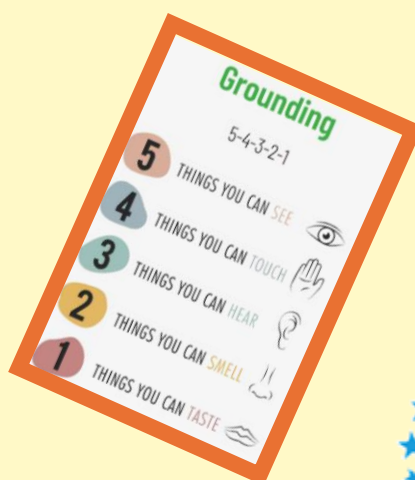 Grounding
5-4-3-2-1
5 THINGS YOU CAN SEE
4 THINGS YOU CAN TOUCH
3 THINGS YOU CAN HEAR
2 THINGS YOU CAN SMELL
1 THINGS YOU CAN TASTE